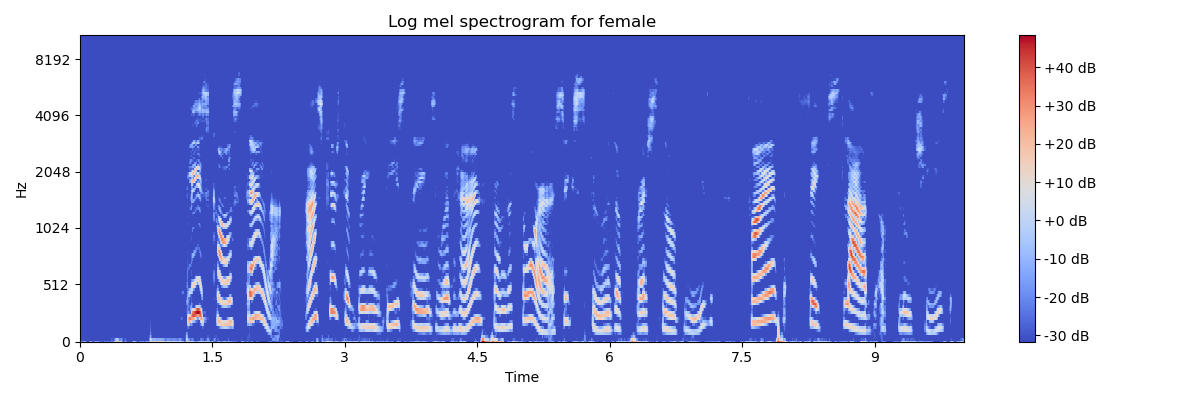 Log mel spectrogram for female
8192
4096
2048
1024
512
0
Hz
0 1.5 3 4.5 6 7.5 9
Time
+40 dB
+30 dB
+20 dB
+10 dB
+0 dB
-10 dB
-20 dB
-30 dB